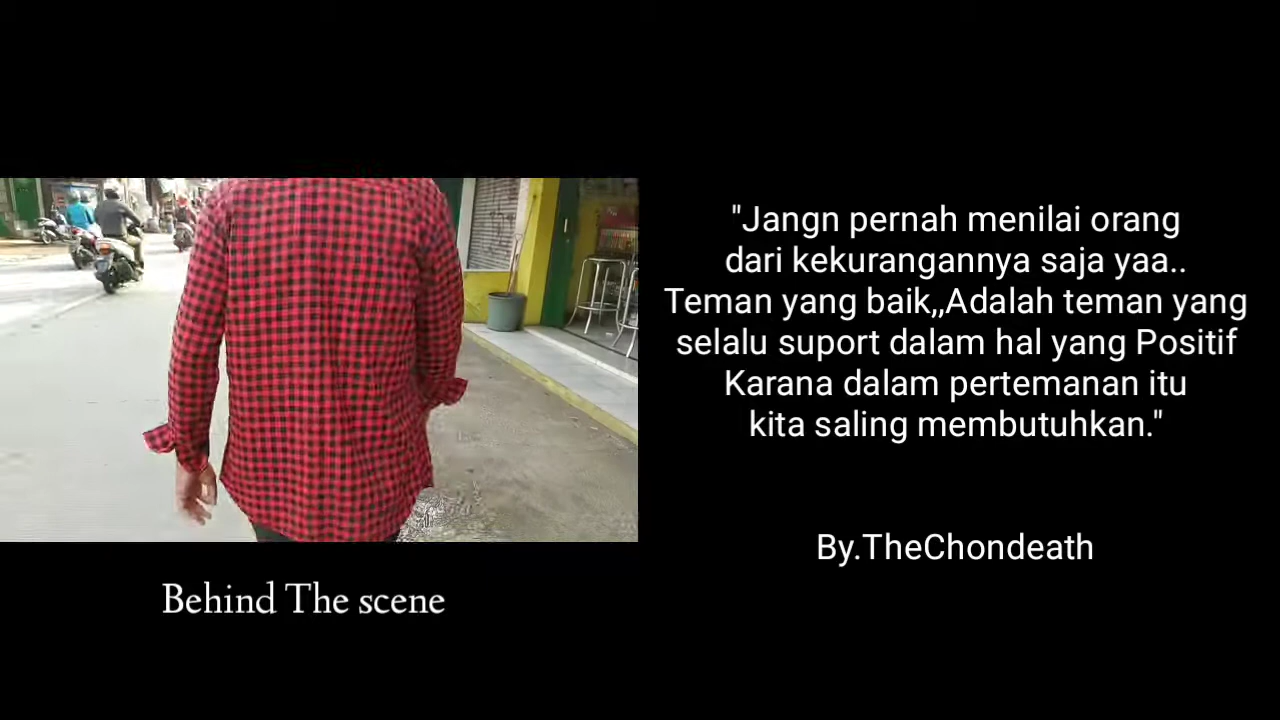 "Jangn pernah menilai orang
dari kekurangannya saja yaa..
Teman yang baik,,Adalah teman yang
selalu suport dalam hal yang Positif
Karana dalam pertemanan itu
kita saling membutuhkan."
By.TheChondeath
Behind The scene